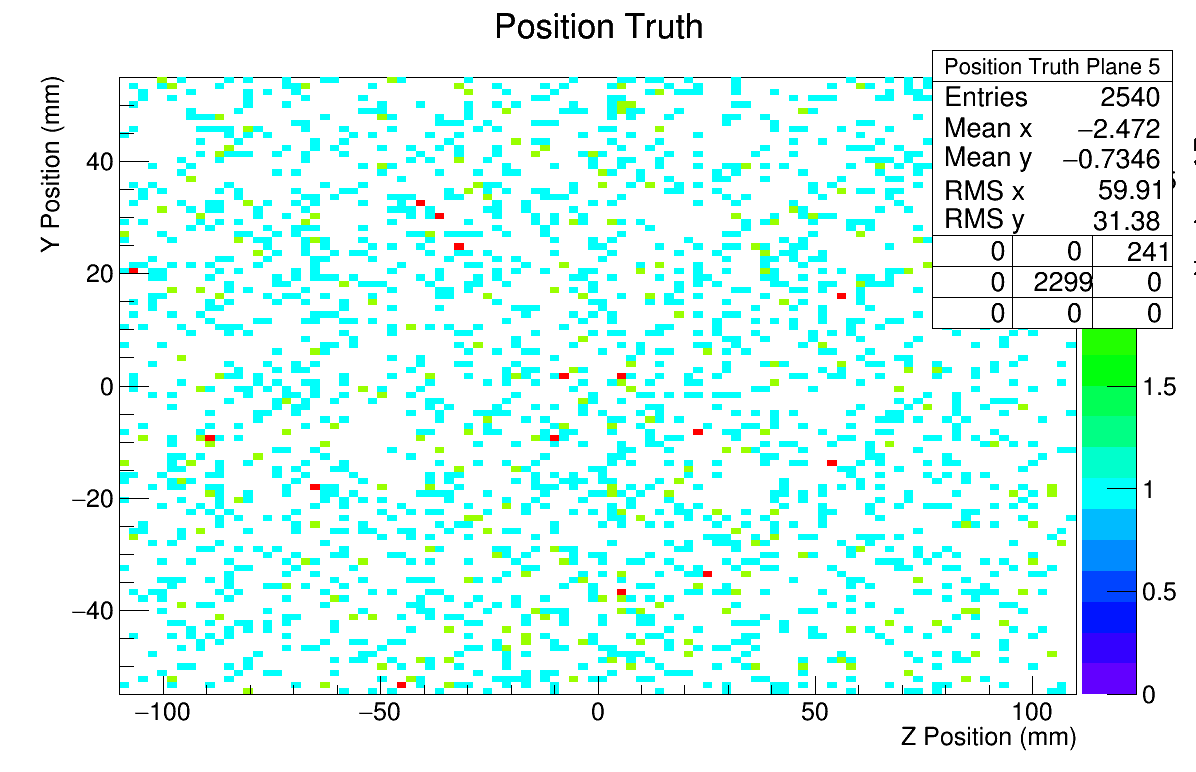 Position Truth
Position Truth Plane 5
Entries 2540
Mean x −2.472
Mean y −0.7346
RMS x 59.91
RMS y 31.38
0 0 241
0 2299 0
0 0 0
Y Position (mm)
40
20
0
−20
−40
−100 −50 0 50 100
Z Position (mm)
1.5
1
0.5
0